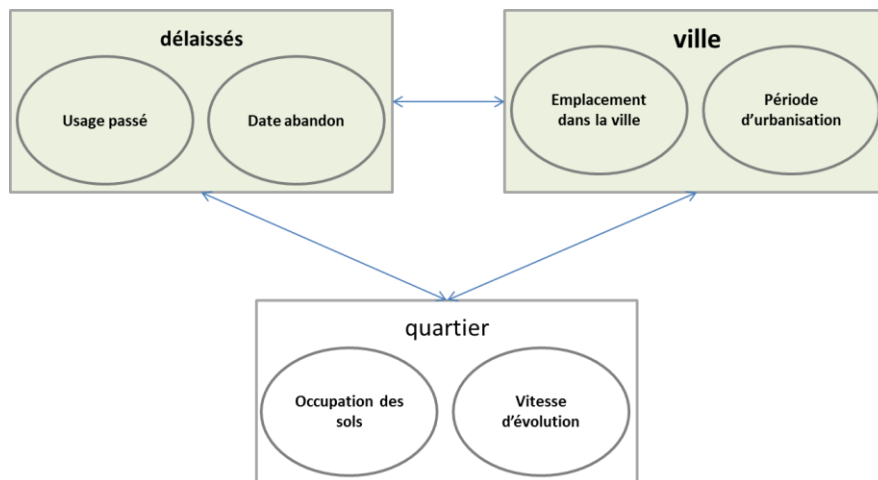 délaissés
Usage passé
Date abandon
ville
Emplacement
dans la ville
Période
d'urbanisation
quartier
Occupation des
sols
Vitesse
d'évolution